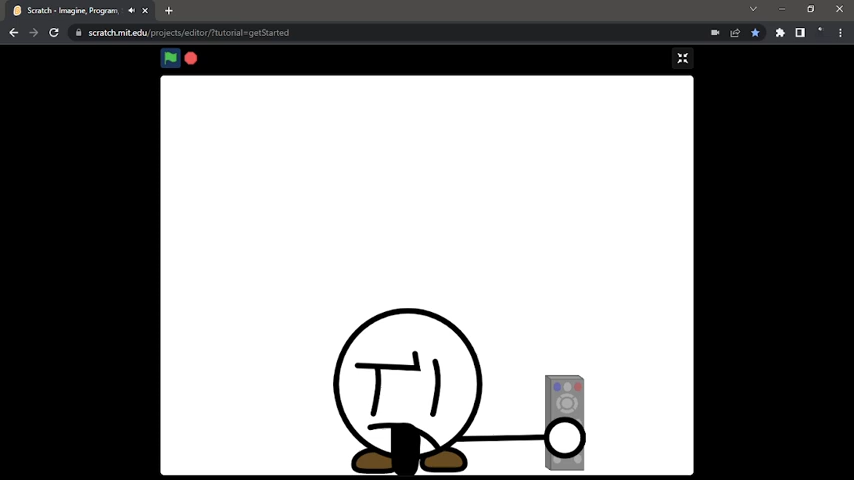 Scratch - Imagine, Program,
scratch.mit.edu/projects/editor/?tutorial=getStarted